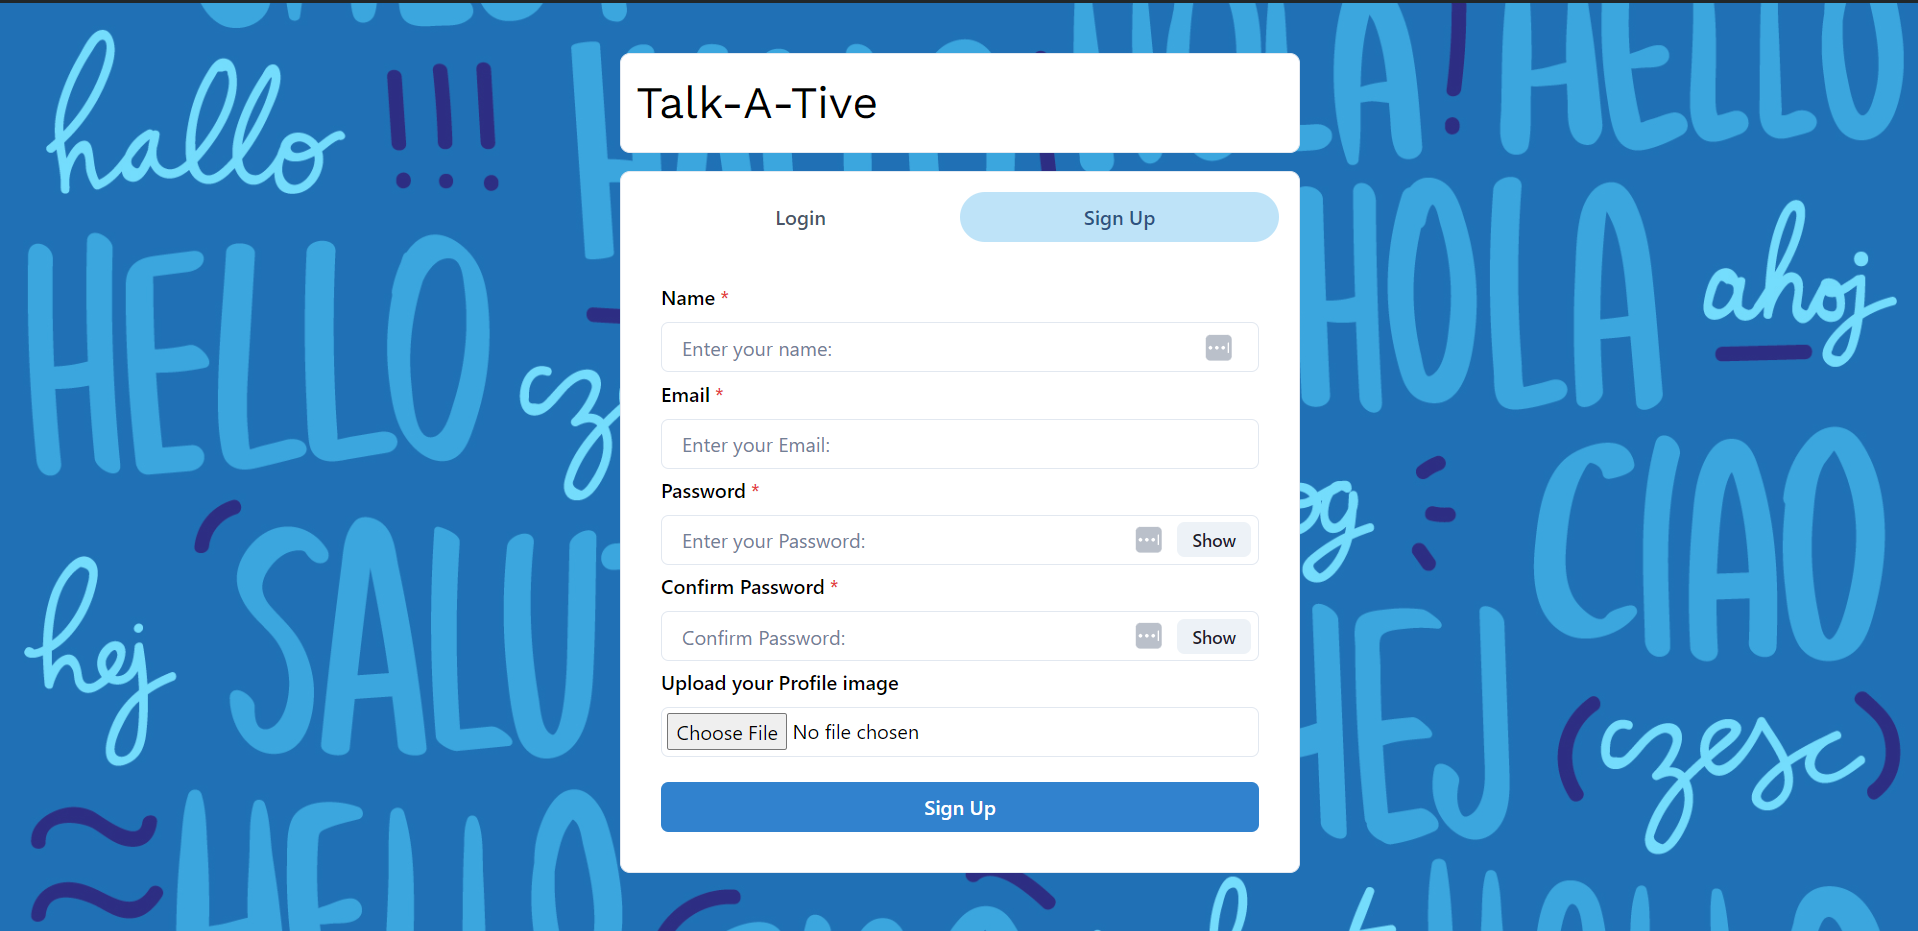 hallo !!!
HOLA ! HELLO
Talk-A-Tive
Login
Sign Up
HELLO
HOLA
ahoj
Name *
Enter your name:
Email *
Enter your Email:
Password *
Enter your Password:
Show
CIAO
Confirm Password *
Confirm Password:
Show
hej
SALUT
HEJ
(czesc)
Upload your Profile image
Choose File No file chosen
Sign Up
HELLO